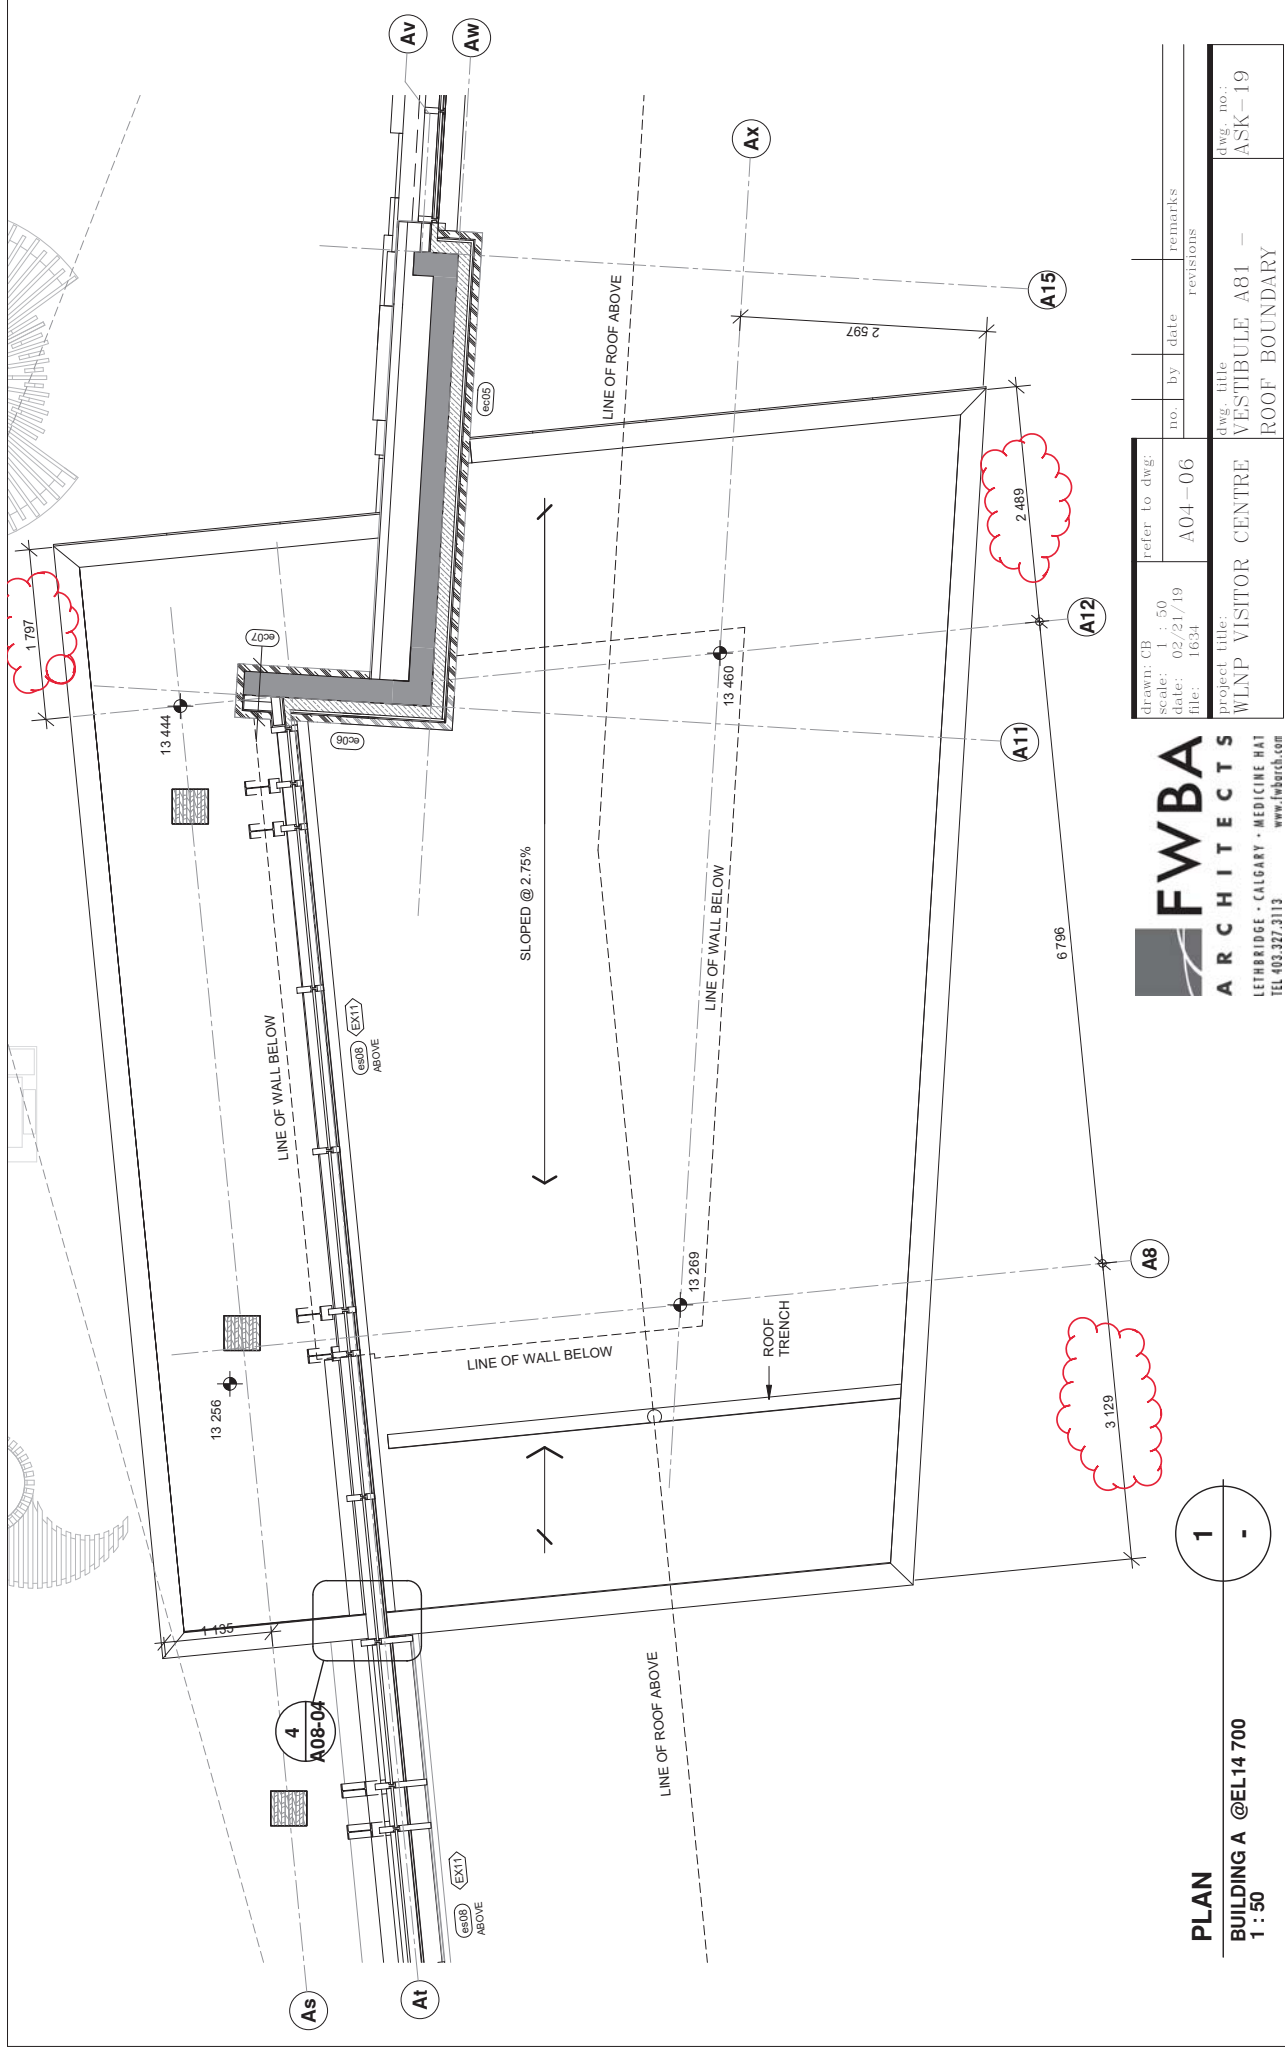 Av
Aw
Ax
A15
A12
A11
A8
As
At
1 797
13 444
ec07
ec06
ec05
LINE OF ROOF ABOVE
2 597
2 489
13 460
SLOPED @ 2.75%
LINE OF WALL BELOW
LINE OF WALL BELOW
es08
EX11
ABOVE
6 796
13 269
LINE OF WALL BELOW
ROOF
TRENCH
13 256
3 129
1 135
4
A08-04
LINE OF ROOF ABOVE
es08
EX11
ABOVE
PLAN
1
-
BUILDING A @EL14 700
1 : 50
FWBA
ARCHITECTS
LETHBRIDGE · CALGARY · MEDICINE HAT
TEL 403.327.3113 www.fwbarch.com
drawn: CB
scale: 1 : 50
date: 02/21/19
file: 1634
refer to dwg:
A04-06
no. by date remarks
revisions
project title:
WLNP VISITOR CENTRE
dwg. title
VESTIBULE A81 -
ROOF BOUNDARY
dwg. no.:
ASK-19